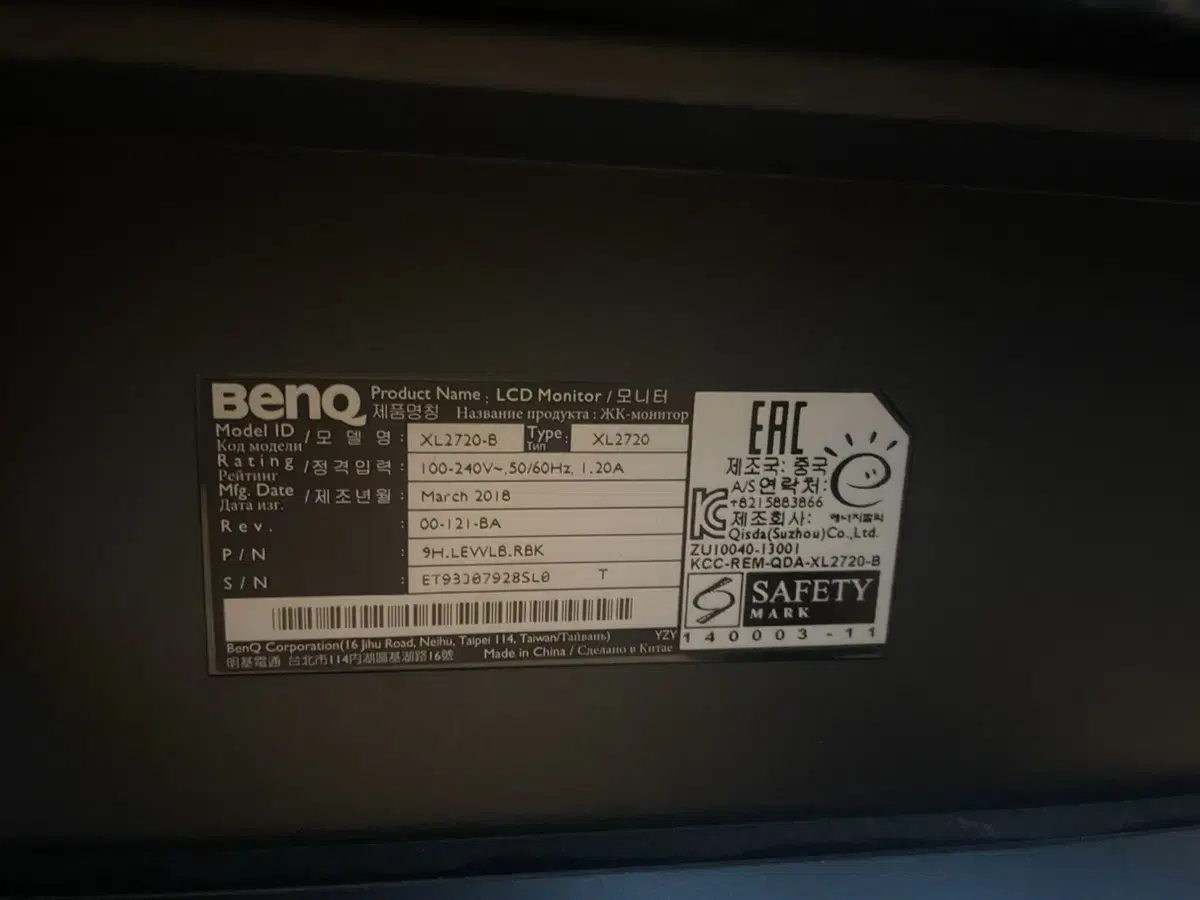 BenQ Product Name : LCD Monitor / 모니터
제품명칭 Название продукта : ЖК-монитор
Model ID / 모델명 : XL2720-B Type : XL2720
Код модели Тип
Rating / 정격입력 : 100-240V~, 50/60Hz, 1.20A
Рейтинг
Mfg. Date / 제조년월 : March 2018
Дата изг.
Rev. : 00-121-BA
P/N : 9H.LEWLB.RBK
S/N : T
BenQ Corporation(16 Jihu Road, Neihu, Taipei 114, Taiwan/Тайвань) YZY
明基電通 台北市114內湖區基湖路16號 Made in China / Сделано в Китае
EAC
제조국: 중국
A/S연락처:
+8215883866
제조회사: 에너지절약
Qisda(Suzhou)Co.,Ltd.
ZU10040-13001
KCC-REM-QDA-XL2720-B
SAFETY
MARK
140003-11